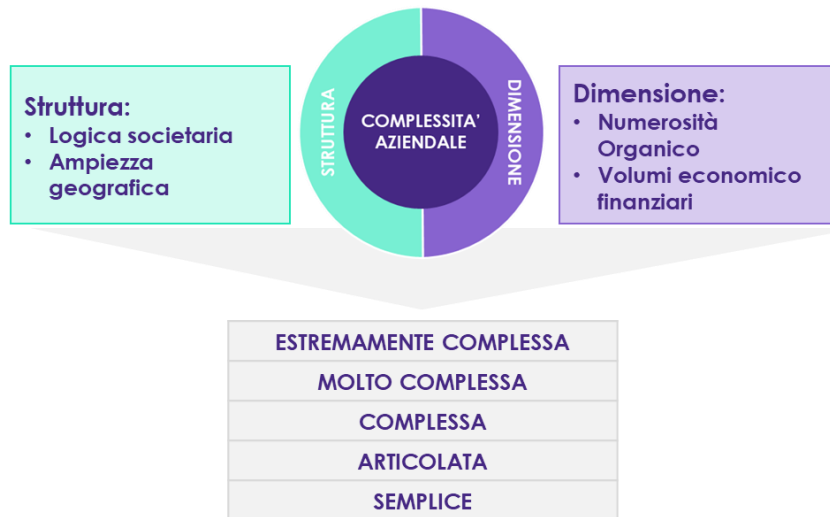 Struttura:
• Logica societaria
• Ampiezza
geografica
STRUTTURA
COMPLESSITA'
AZIENDALE
DIMENSIONE
Dimensione:
• Numerosità
Organico
• Volumi economico
finanziari
ESTREMAMENTE COMPLESSA
MOLTO COMPLESSA
COMPLESSA
ARTICOLATA
SEMPLICE